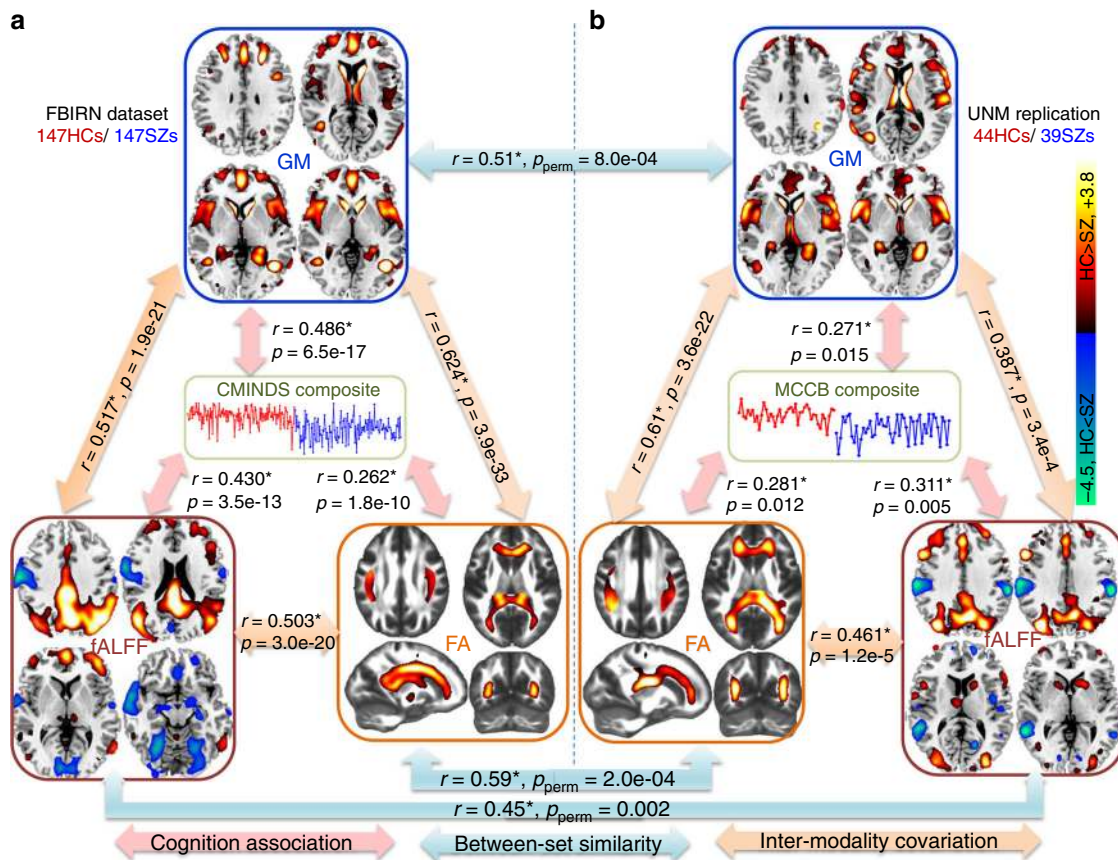 a
b
FBIRN dataset
147HCs/ 147SZs
GM
r = 0.51*, pperm = 8.0e-04
GM
UNM replication
44HCs/ 39SZs
HC>SZ, +3.8
−4.5, HC<SZ
r = 0.517*, p = 1.9e-21
r = 0.486*
p = 6.5e-17
r = 0.624*, p = 3.9e-33
CMINDS composite
r = 0.430*
p = 3.5e-13
r = 0.262*
p = 1.8e-10
r = 0.61*, p = 3.6e-22
r = 0.271*
p = 0.015
r = 0.387*, p = 3.4e-4
MCCB composite
r = 0.281*
p = 0.012
r = 0.311*
p = 0.005
fALFF
r = 0.503*
p = 3.0e-20
FA
FA
r = 0.461*
p = 1.2e-5
fALFF
r = 0.59*, pperm = 2.0e-04
r = 0.45*, pperm = 0.002
Cognition association
Between-set similarity
Inter-modality covariation